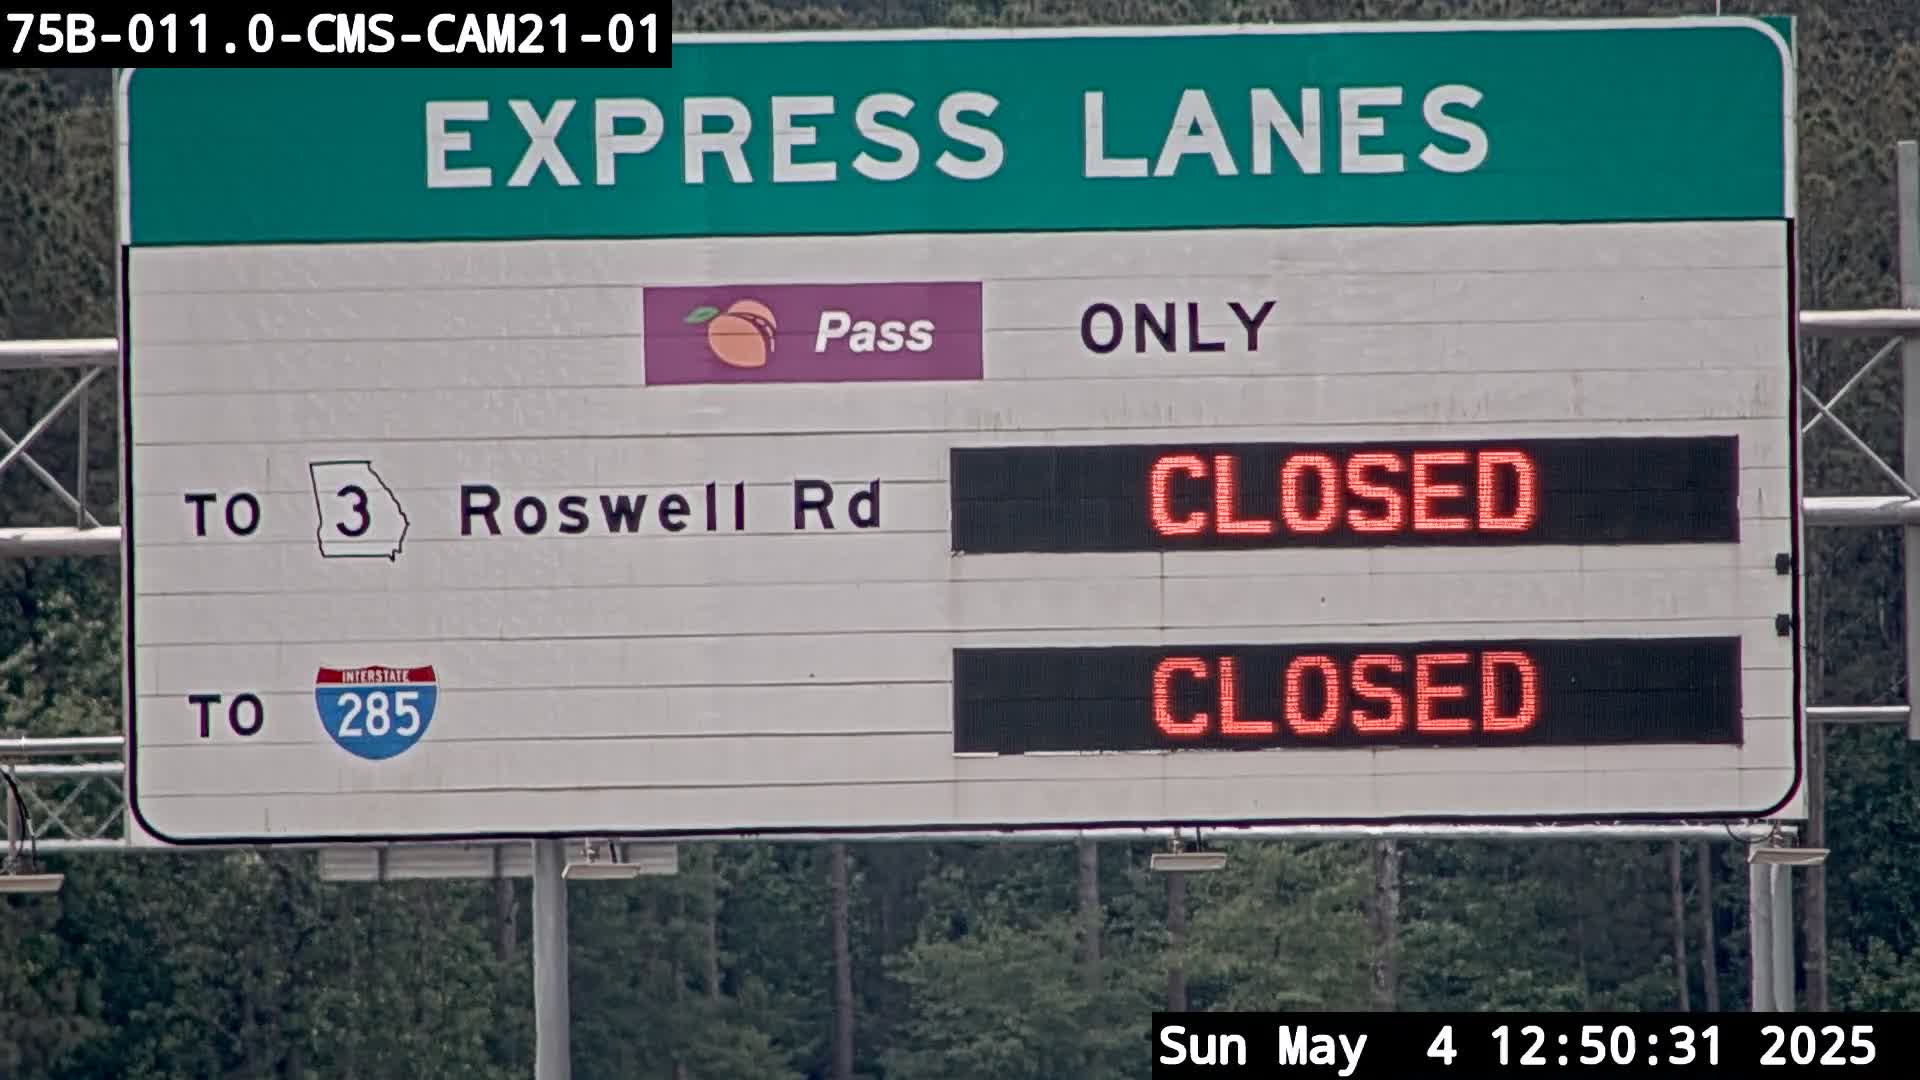 75B-011.0-CMS-CAM21-01
EXPRESS LANES
Pass ONLY
TO 3 Roswell Rd CLOSED
TO INTERSTATE 285 CLOSED
Sun May 4 12:50:31 2025